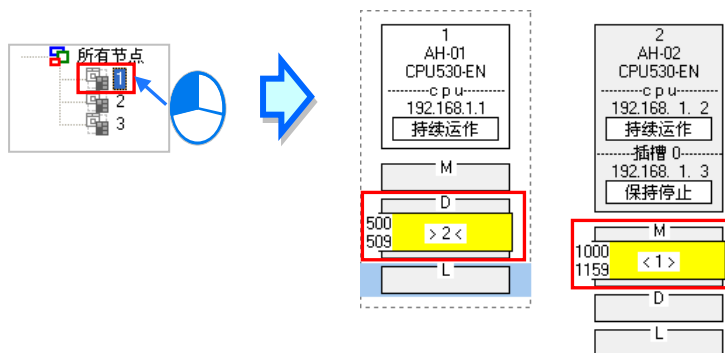 所有节点
1
2
3
1
AH-01
CPU530-EN
cpu
192.168.1.1
持续运作
M
D
500
509
>2<
L
2
AH-02
CPU530-EN
cpu
192.168. 1. 2
持续运作
插槽 0
192.168. 1. 3
保持停止
M
1000
1159
<1>
D
L